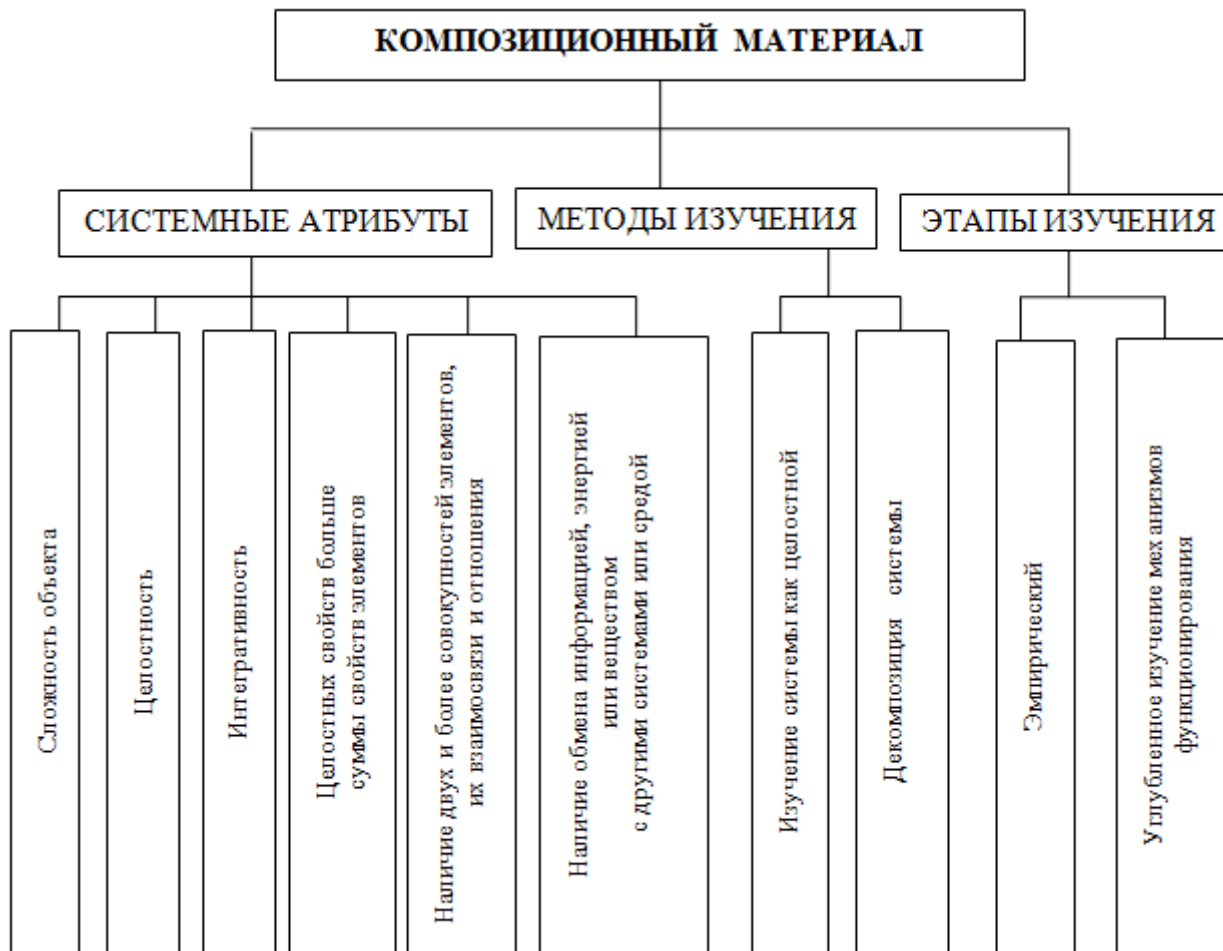 КОМПОЗИЦИОННЫЙ МАТЕРИАЛ
СИСТЕМНЫЕ АТРИБУТЫ
МЕТОДЫ ИЗУЧЕНИЯ
ЭТАПЫ ИЗУЧЕНИЯ
Сложность объекта
Целостность
Интегративность
Целостных свойств больше
суммы свойств элементов
Наличие двух и более совокупностей элементов,
их взаимосвязи и отношения
Наличие обмена информацией, энергией
или веществом
с другими системами или средой
Изучение системы как целостной
Декомпозиция системы
Эмпирический
Углубленное изучение механизмов
функционирования